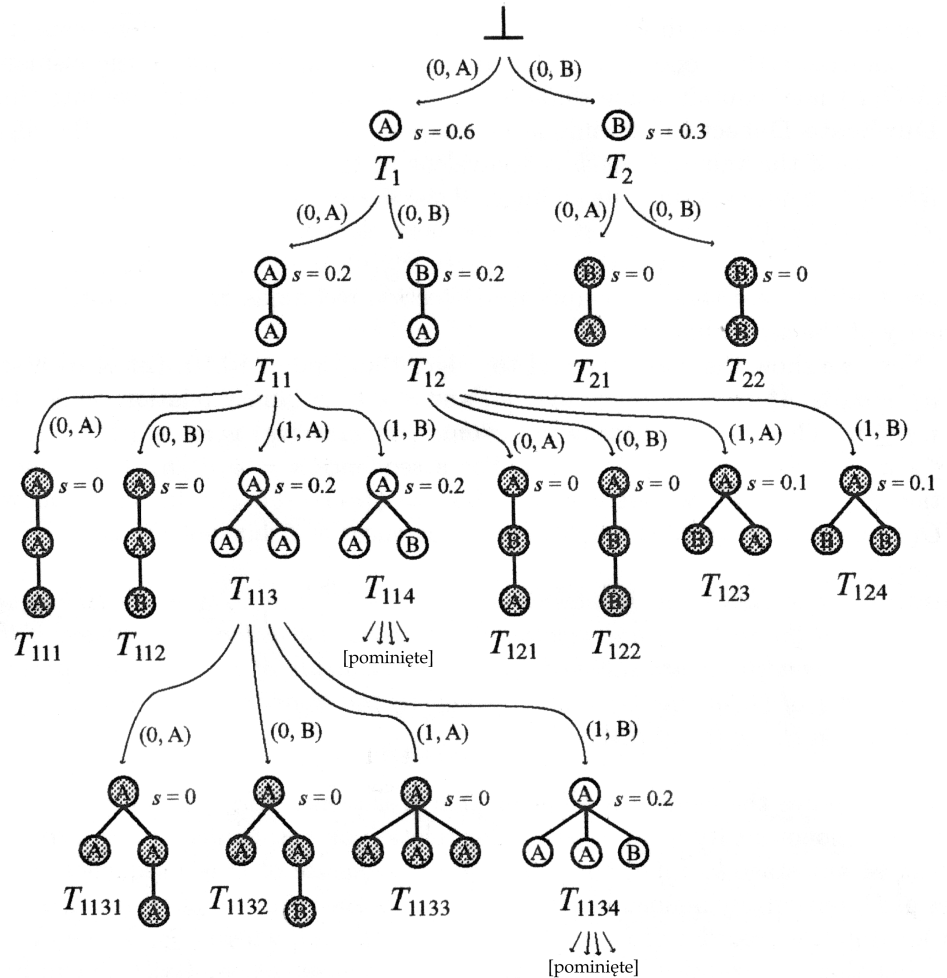 ⊥
(0, A) (0, B)
A s = 0.6 B s = 0.3
T1 T2
(0, A) (0, B) (0, A) (0, B)
A s = 0.2 B s = 0.2 B s = 0 B s = 0
A A A B
T11 T12 T21 T22
(0, A) (0, B) (1, A) (1, B) (0, A) (0, B) (1, A) (1, B)
A s = 0 A s = 0 A s = 0.2 A s = 0.2 A s = 0 A s = 0 A s = 0.1 A s = 0.1
A A A A A B B B B A B B
A B A B
T111 T112 T113 T114 T121 T122 T123 T124
[pominięte]
(0, A) (0, B) (1, A) (1, B)
A s = 0 A s = 0 A s = 0 A s = 0.2
A A A A A A A A A B
A B
T1131 T1132 T1133 T1134
[pominięte]